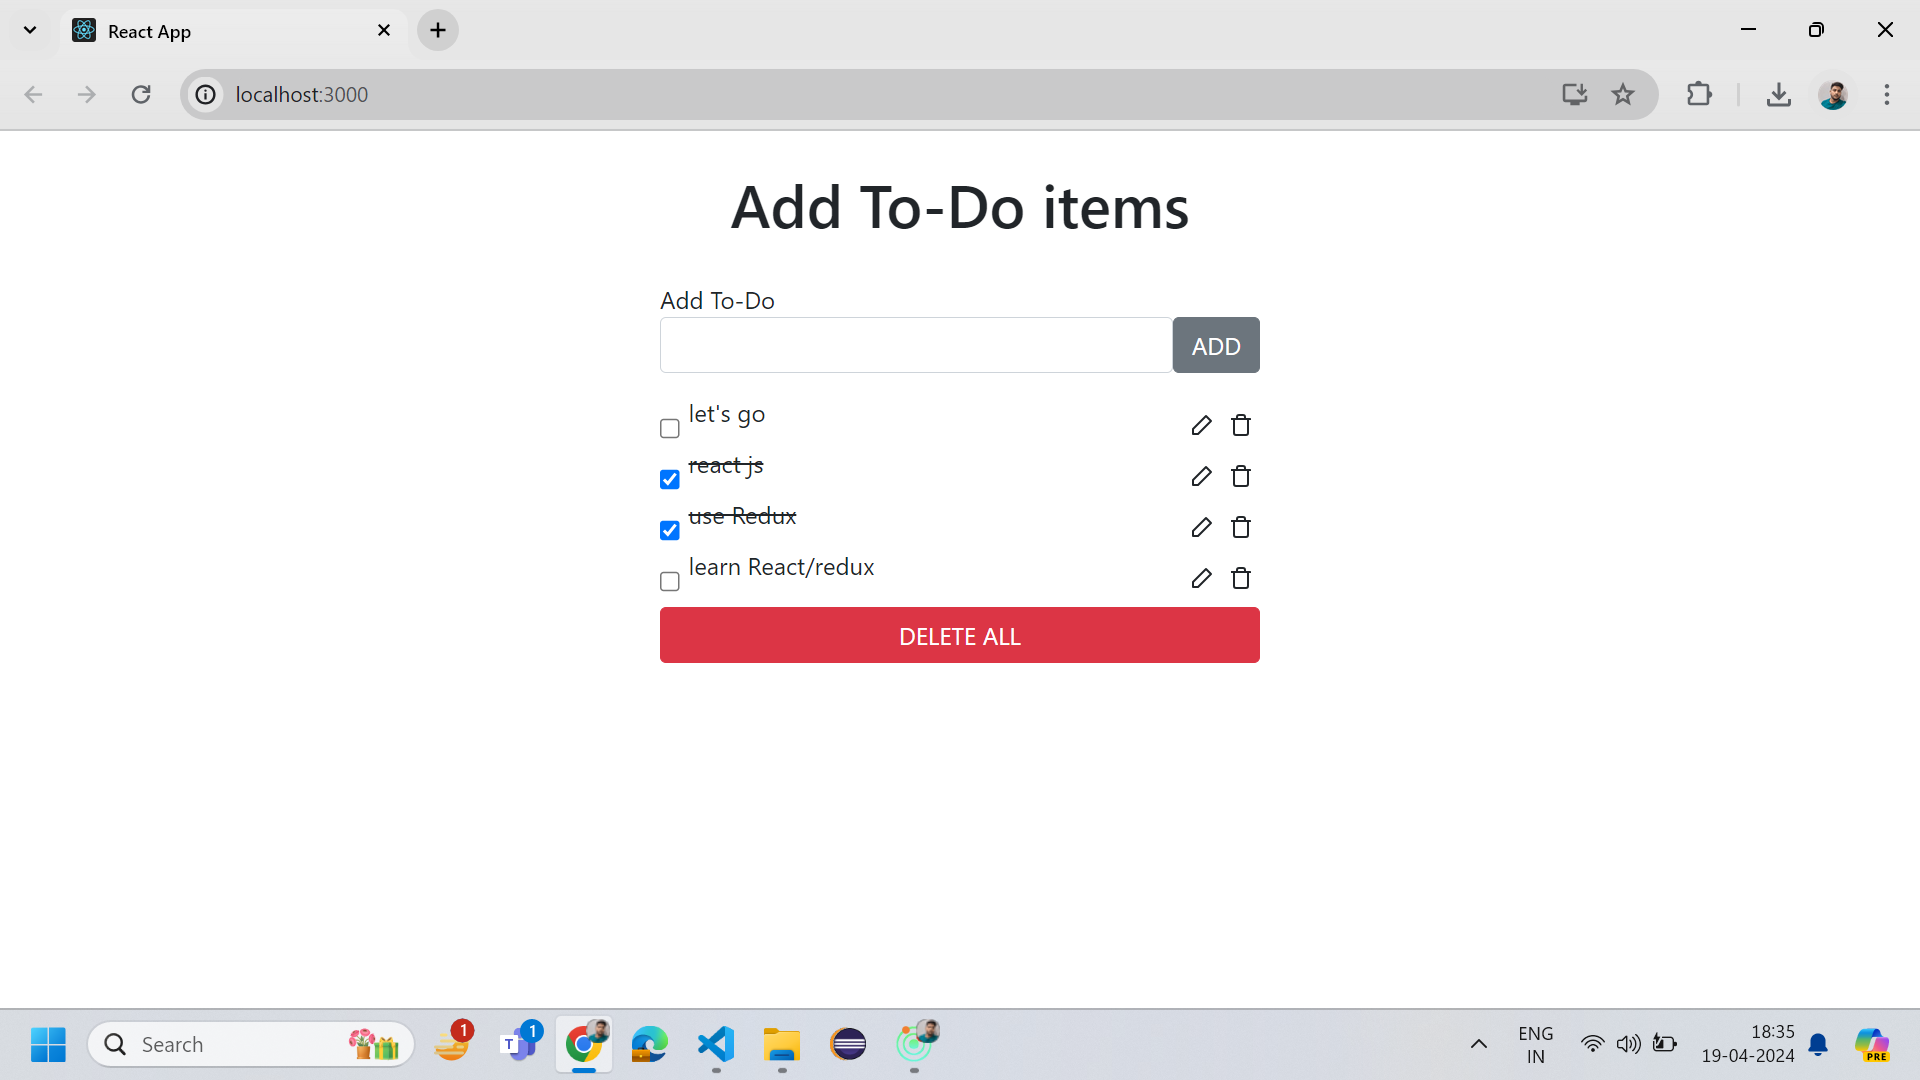 React App
localhost:3000
Add To-Do items
Add To-Do
ADD
let's go
react js
use Redux
learn React/redux
DELETE ALL
Search
1
T
1
ENG
IN
18:35
19-04-2024
PRE